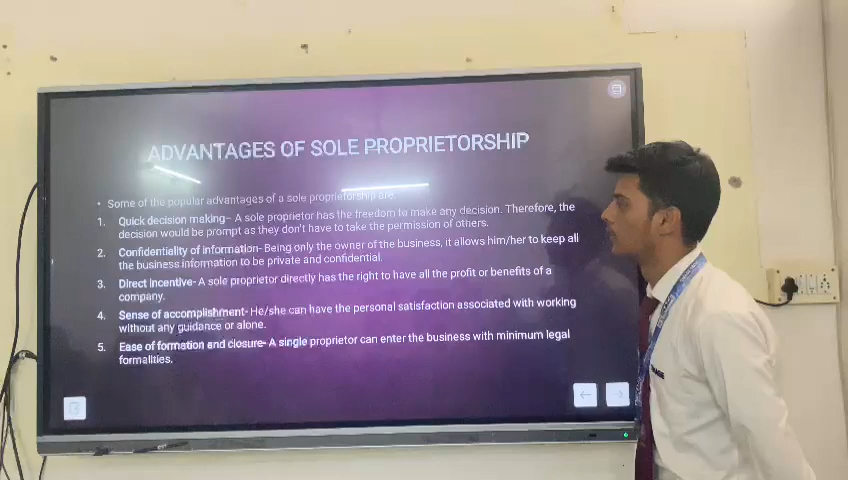 ADVANTAGES OF SOLE PROPRIETORSHIP
• Some of the popular advantages of a sole proprietorship are:
1. Quick decision making– A sole proprietor has the freedom to make any decision. Therefore, the
decision would be prompt as they don't have to take the permission of others.
2. Confidentiality of information- Being only the owner of the business, it allows him/her to keep all
the business information to be private and confidential.
3. Direct incentive- A sole proprietor directly has the right to have all the profit or benefits of a
company.
4. Sense of accomplishment- He/she can have the personal satisfaction associated with working
without any guidance or alone.
5. Ease of formation and closure- A single proprietor can enter the business with minimum legal
formalities.